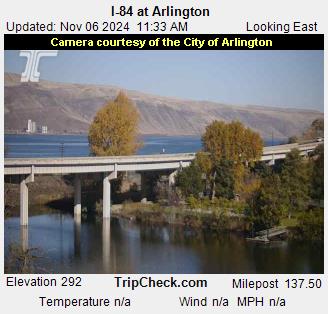 I-84 at Arlington
Updated: Nov 06 2024 11:33 AM Looking East
Camera courtesy of the City of Arlington
Elevation 292 TripCheck.com Milepost 137.50
Temperature n/a Wind n/a MPH n/a